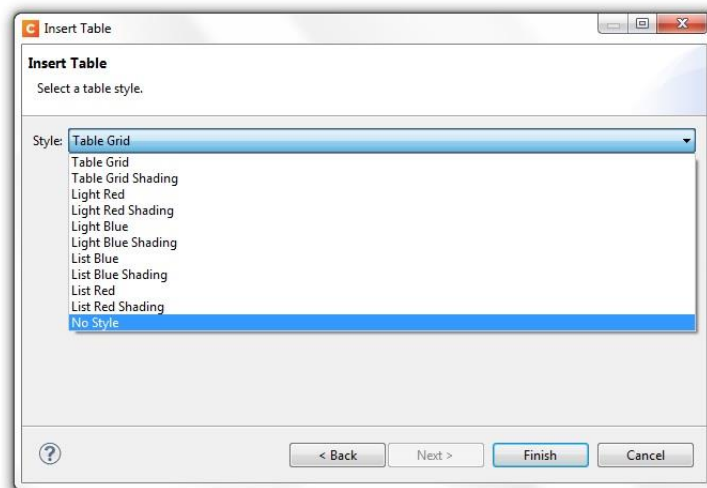 C Insert Table
Insert Table
Select a table style.
Style: Table Grid
Table Grid
Table Grid Shading
Light Red
Light Red Shading
Light Blue
Light Blue Shading
List Blue
List Blue Shading
List Red
List Red Shading
No Style
? < Back Next > Finish Cancel